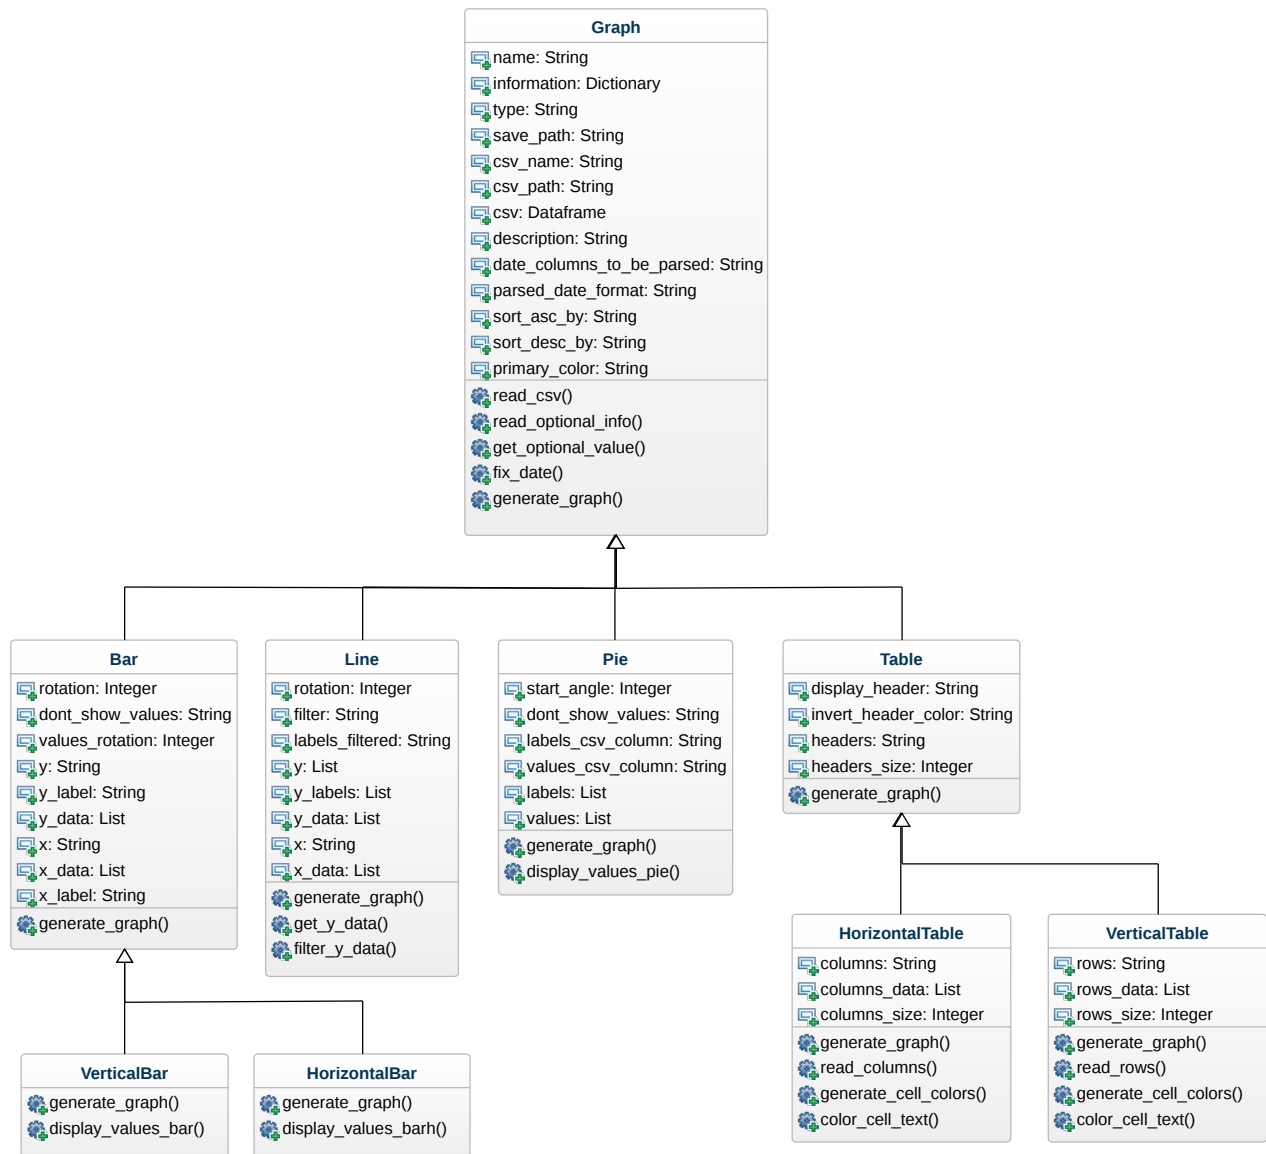 Graph
name: String
information: Dictionary
type: String
save_path: String
csv_name: String
csv_path: String
csv: Dataframe
description: String
date_columns_to_be_parsed: String
parsed_date_format: String
sort_asc_by: String
sort_desc_by: String
primary_color: String
read_csv()
read_optional_info()
get_optional_value()
fix_date()
generate_graph()
Bar
rotation: Integer
dont_show_values: String
values_rotation: Integer
y: String
y_label: String
y_data: List
x: String
x_data: List
x_label: String
generate_graph()
Line
rotation: Integer
filter: String
labels_filtered: String
y: List
y_labels: List
y_data: List
x: String
x_data: List
generate_graph()
get_y_data()
filter_y_data()
Pie
start_angle: Integer
dont_show_values: String
labels_csv_column: String
values_csv_column: String
labels: List
values: List
generate_graph()
display_values_pie()
Table
display_header: String
invert_header_color: String
headers: String
headers_size: Integer
generate_graph()
VerticalBar
generate_graph()
display_values_bar()
HorizontalBar
generate_graph()
display_values_barh()
HorizontalTable
columns: String
columns_data: List
columns_size: Integer
generate_graph()
read_columns()
generate_cell_colors()
color_cell_text()
VerticalTable
rows: String
rows_data: List
rows_size: Integer
generate_graph()
read_rows()
generate_cell_colors()
color_cell_text()